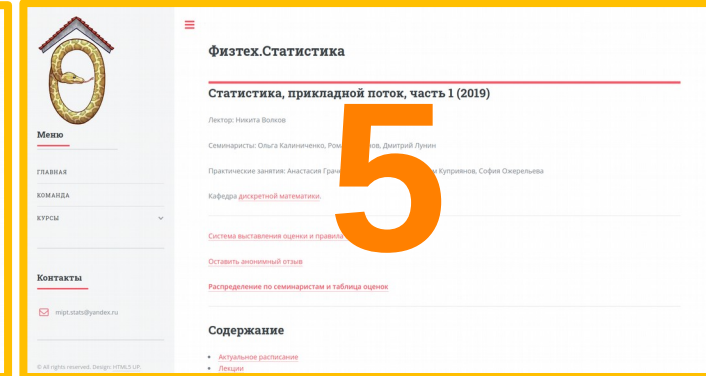 Меню
ГЛАВНАЯ
КОМАНДА
КУРСЫ
Контакты
mipt.stats@yandex.ru
© All rights reserved. Design: HTML5 UP.
Физтех.Статистика
Статистика, прикладной поток, часть 1 (2019)
Лектор: Никита Волков
Семинаристы: Ольга Калиниченко, Дмитрий Лунин
Практические занятия: Анастасия Куприянов, София Ожерельева
Кафедра дискретной математики.
Система выставления оценки и правила
Оставить анонимный отзыв
Распределение по семинаристам и таблица оценок
Содержание
Актуальное расписание
Лекции
5